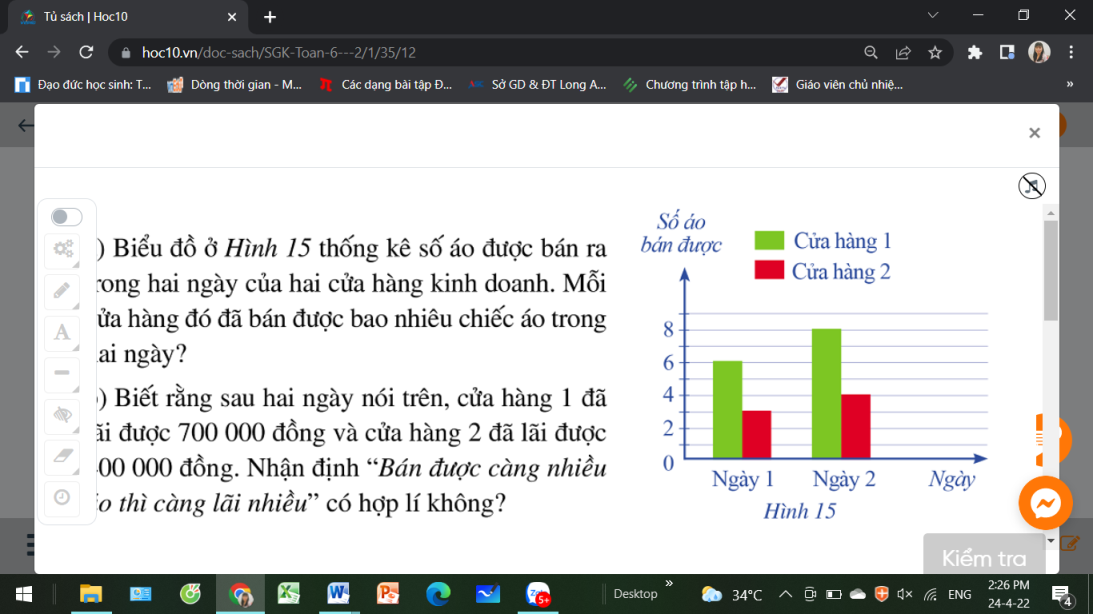 Tủ sách | Hoc10
hoc10.vn/doc-sach/SGK-Toan-6---2/1/35/12
Đạo đức học sinh: T...
Dòng thời gian - M...
Các dạng bài tập Đ...
Sở GD & ĐT Long A...
Chương trình tập h...
Giáo viên chủ nhiệ...
»
) Biểu đồ ở Hình 15 thống kê số áo được bán ra
rong hai ngày của hai cửa hàng kinh doanh. Mỗi
ửa hàng đó đã bán được bao nhiêu chiếc áo trong
ai ngày?
) Biết rằng sau hai ngày nói trên, cửa hàng 1 đã
ãi được 700 000 đồng và cửa hàng 2 đã lãi được
00 000 đồng. Nhận định “Bán được càng nhiều
o thì càng lãi nhiều” có hợp lí không?
A
Số áo
bán được
Cửa hàng 1
Cửa hàng 2
8
6
4
2
0
Ngày 1
Ngày 2
Ngày
Hình 15
Kiểm tra
Desktop
»
34°C
ENG
2:26 PM
24-4-22
5+
4